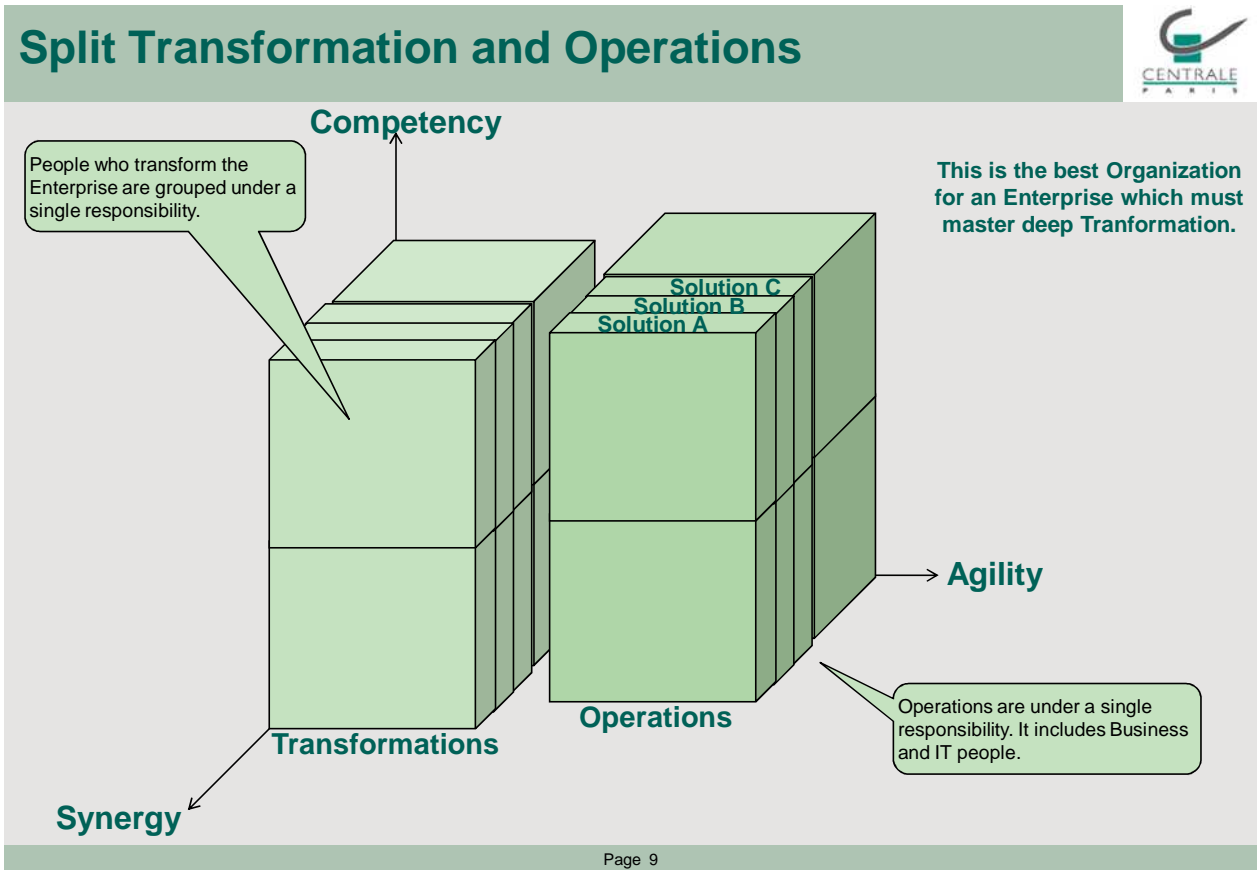 Split Transformation and Operations
CENTRALE
PARIS
Competency
People who transform the
Enterprise are grouped under a
single responsibility.
This is the best Organization
for an Enterprise which must
master deep Tranformation.
Solution C
Solution B
Solution A
Agility
Operations are under a single
responsibility. It includes Business
and IT people.
Operations
Transformations
Synergy
Page 9